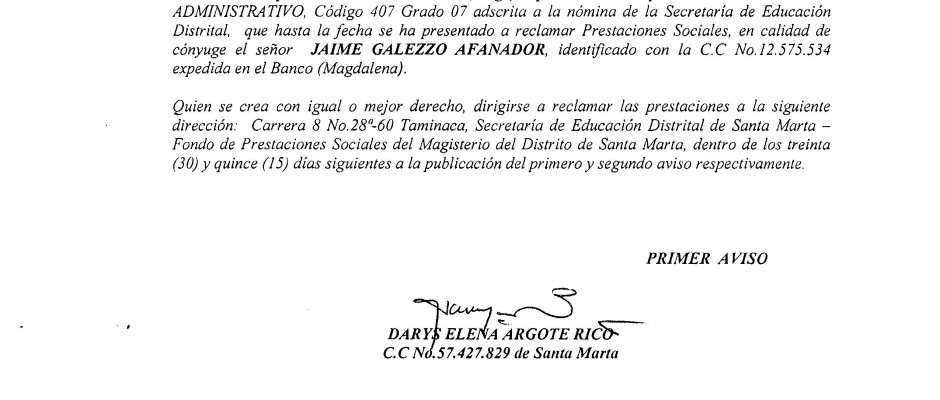 ADMINISTRATIVO, Código 407 Grado 07 adscrita a la nómina de la Secretaría de Educación
Distrital, que hasta la fecha se ha presentado a reclamar Prestaciones Sociales, en calidad de
cónyuge el señor JAIME GALEZZO AFANADOR, identificado con la C.C No.12.575.534
expedida en el Banco (Magdalena).
Quien se crea con igual o mejor derecho, dirigirse a reclamar las prestaciones a la siguiente
dirección: Carrera 8 No.28ª-60 Taminaca, Secretaría de Educación Distrital de Santa Marta –
Fondo de Prestaciones Sociales del Magisterio del Distrito de Santa Marta, dentro de los treinta
(30) y quince (15) días siguientes a la publicación del primero y segundo aviso respectivamente.
PRIMER AVISO
DARYS ELENA ARGOTE RICO
C.C No.57.427.829 de Santa Marta